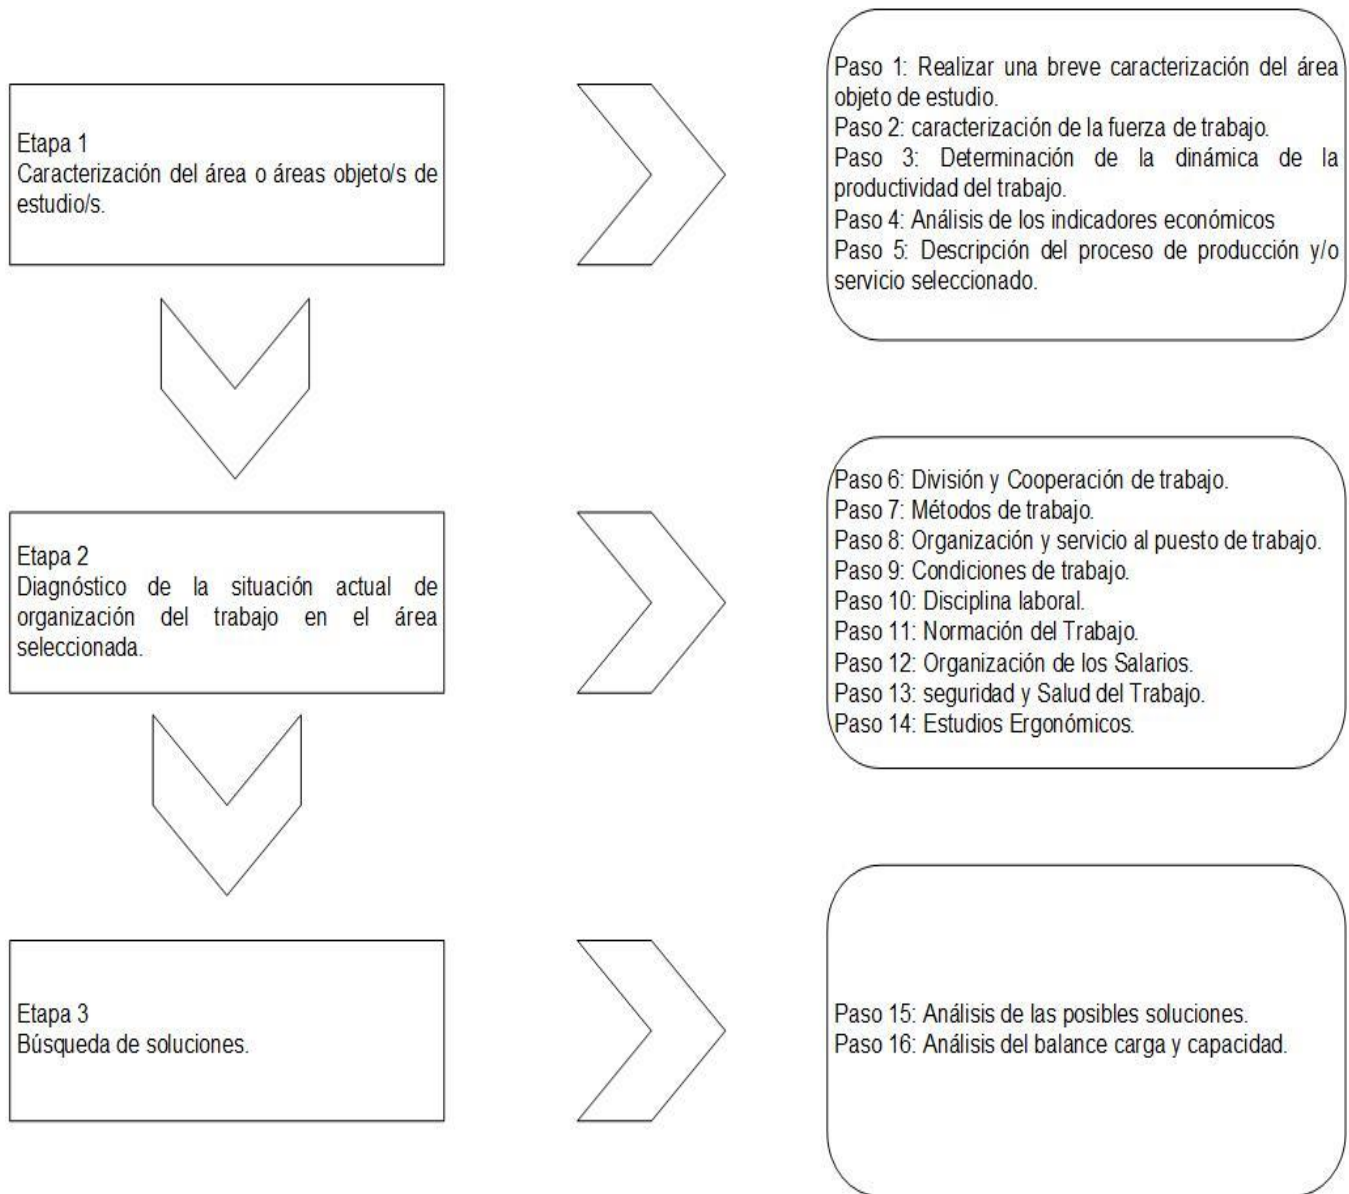 Etapa 1
Caracterización del área o áreas objeto/s de
estudio/s.
Paso 1: Realizar una breve caracterización del área
objeto de estudio.
Paso 2: caracterización de la fuerza de trabajo.
Paso 3: Determinación de la dinámica de la
productividad del trabajo.
Paso 4: Análisis de los indicadores económicos
Paso 5: Descripción del proceso de producción y/o
servicio seleccionado.
Etapa 2
Diagnóstico de la situación actual de
organización del trabajo en el área
seleccionada.
Paso 6: División y Cooperación de trabajo.
Paso 7: Métodos de trabajo.
Paso 8: Organización y servicio al puesto de trabajo.
Paso 9: Condiciones de trabajo.
Paso 10: Disciplina laboral.
Paso 11: Normación del Trabajo.
Paso 12: Organización de los Salarios.
Paso 13: seguridad y Salud del Trabajo.
Paso 14: Estudios Ergonómicos.
Etapa 3
Búsqueda de soluciones.
Paso 15: Análisis de las posibles soluciones.
Paso 16: Análisis del balance carga y capacidad.